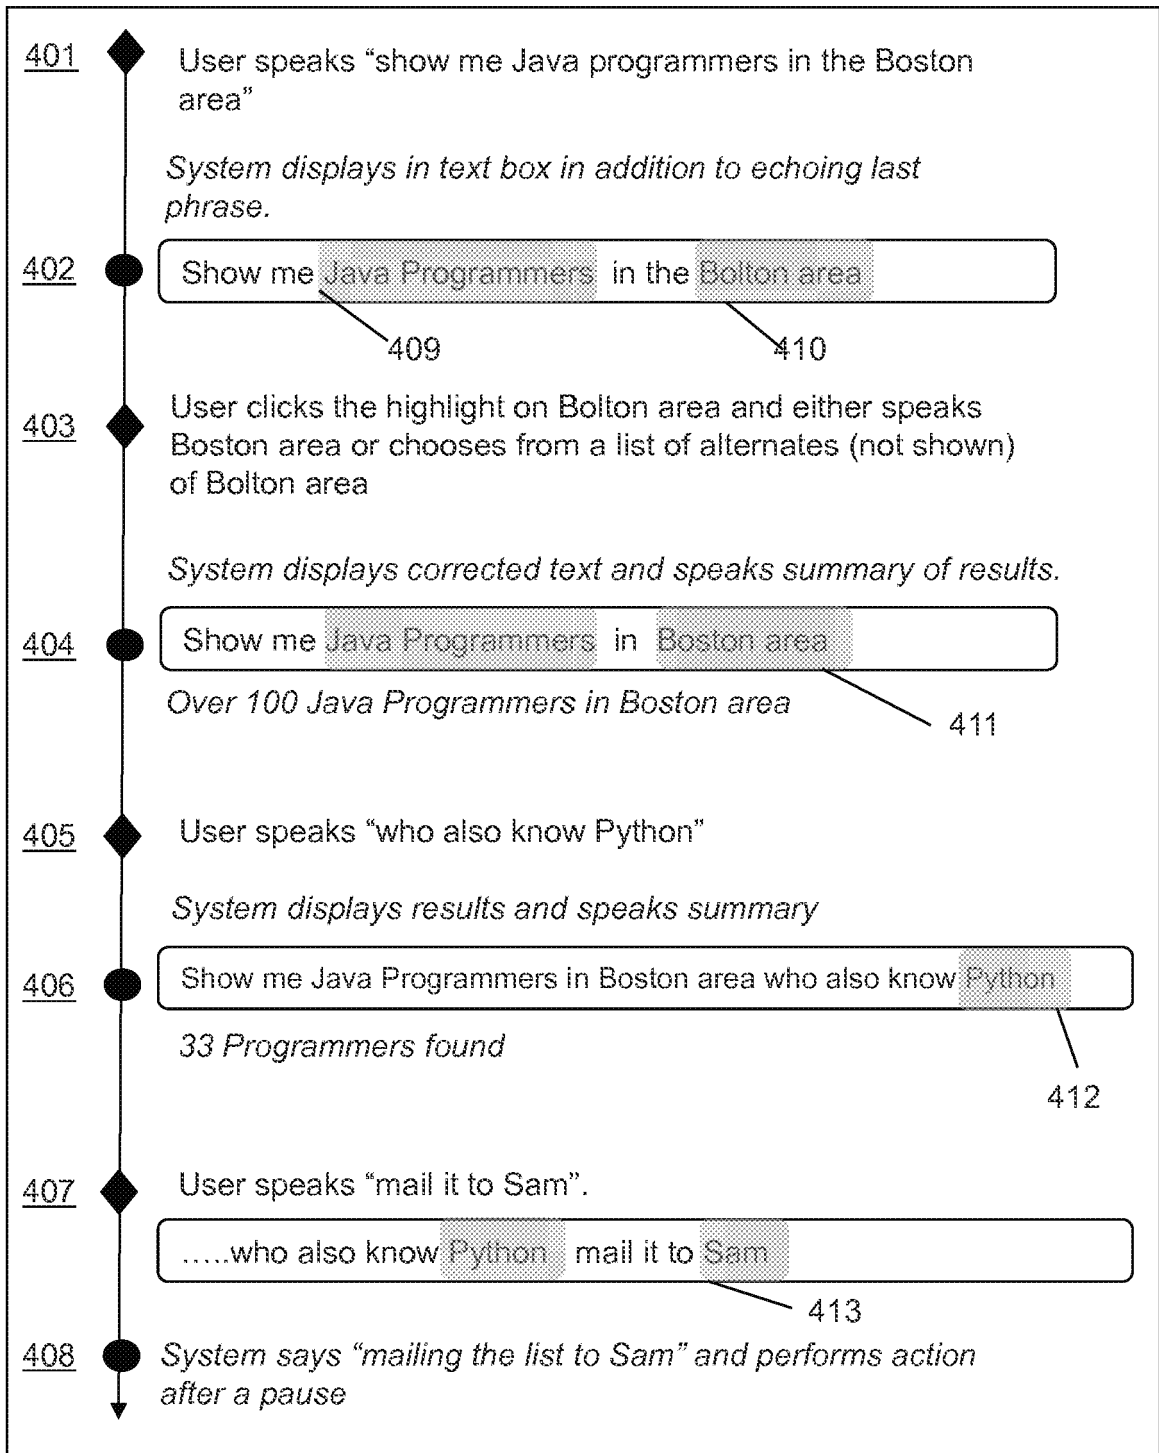 401 User speaks “show me Java programmers in the Boston
area”
System displays in text box in addition to echoing last
phrase.
402 Show me Java Programmers in the Bolton area
409 410
403 User clicks the highlight on Bolton area and either speaks
Boston area or chooses from a list of alternates (not shown)
of Bolton area
System displays corrected text and speaks summary of results.
404 Show me Java Programmers in Boston area
Over 100 Java Programmers in Boston area
411
405 User speaks “who also know Python”
System displays results and speaks summary
406 Show me Java Programmers in Boston area who also know Python
33 Programmers found
412
407 User speaks “mail it to Sam”.
.....who also know Python mail it to Sam
413
408 System says “mailing the list to Sam” and performs action
after a pause